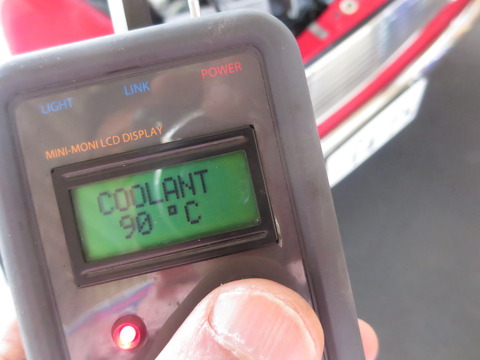 LIGHT LINK POWER
MINI-MONI LCD DISPLAY
COOLANT
90 °C